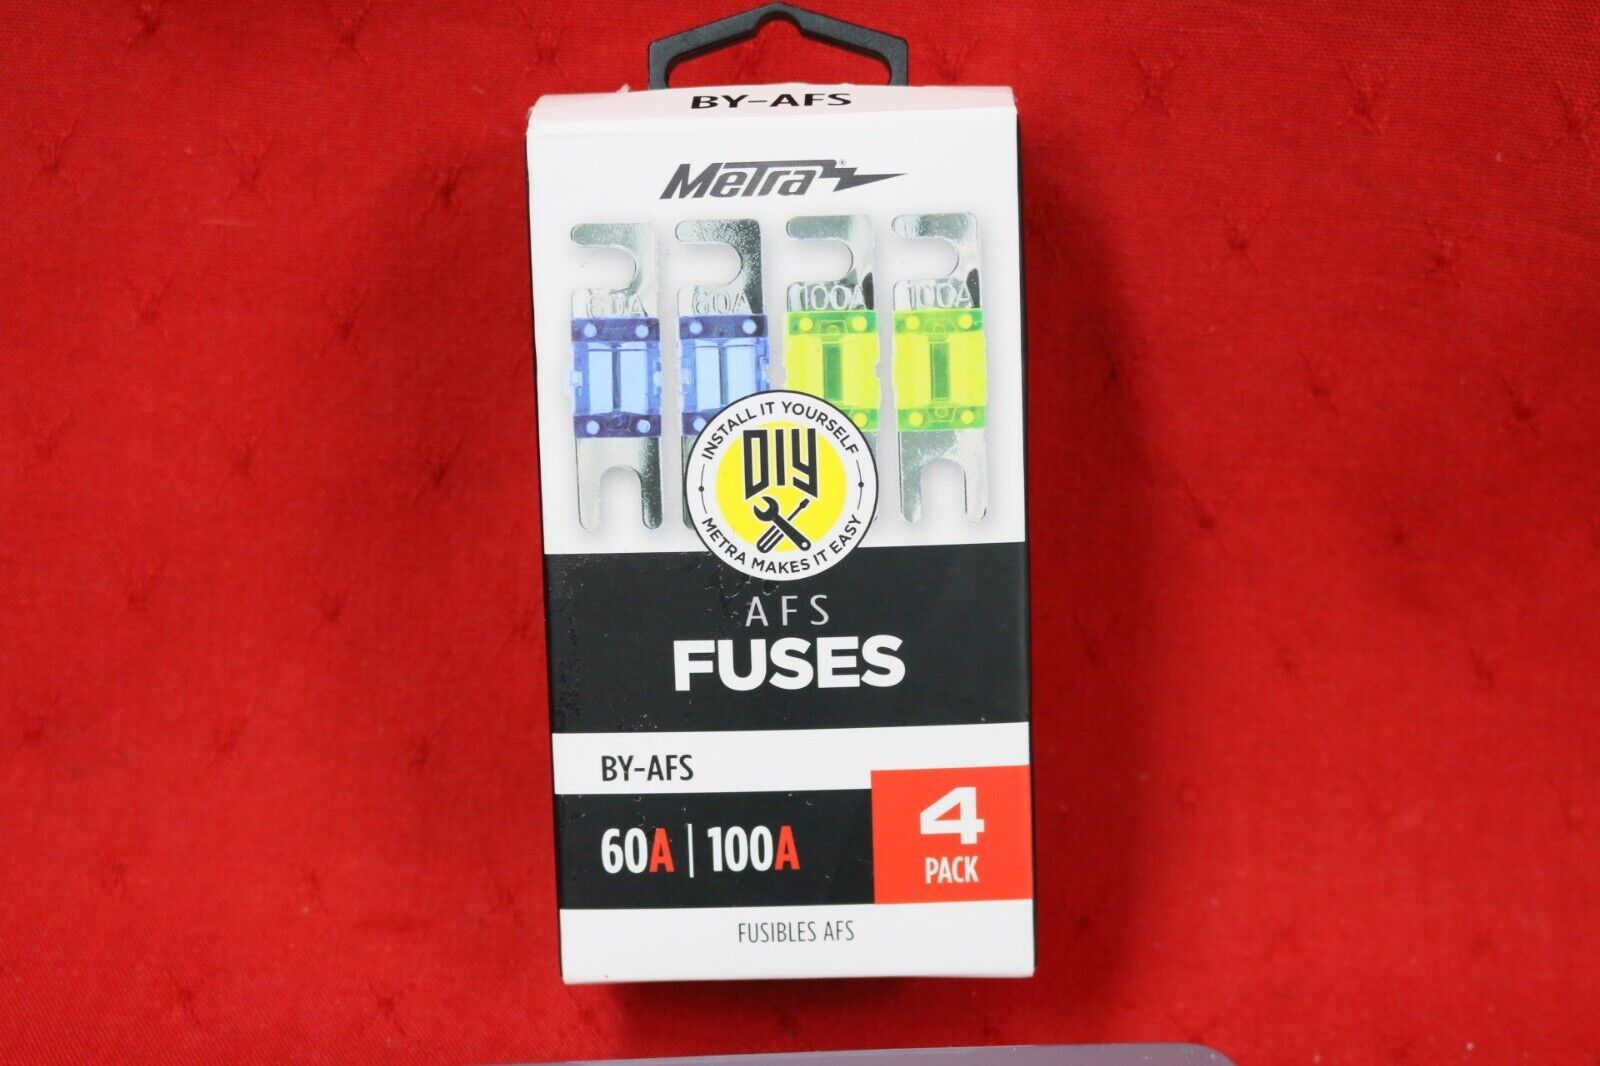 BY-AFS
Metra®
60A 60A 100A 100A
INSTALL IT YOURSELF
DIY
METRA MAKES IT EASY
AFS
FUSES
BY-AFS
60A | 100A
4
PACK
FUSIBLES AFS